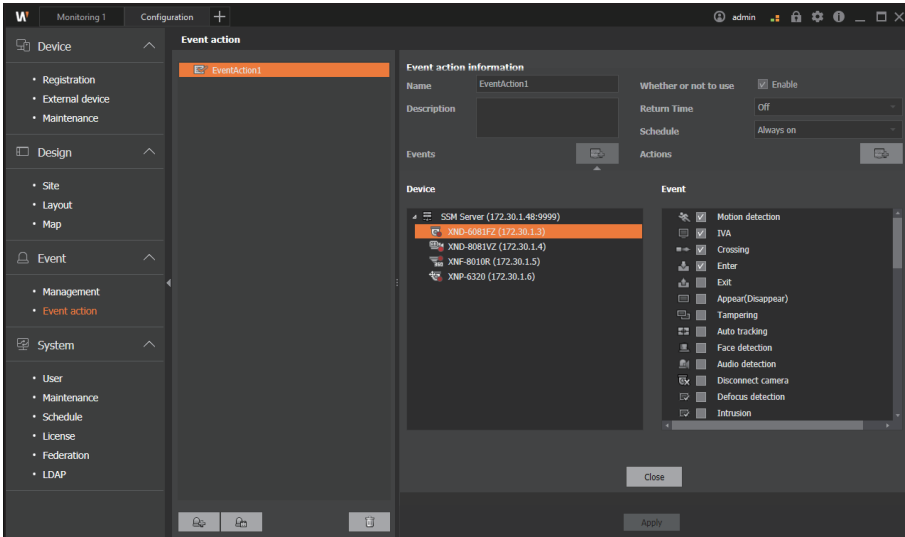 W Monitoring 1 Configuration + admin
Device
• Registration
• External device
• Maintenance
Design
• Site
• Layout
• Map
Event
• Management
• Event action
System
• User
• Maintenance
• Schedule
• License
• Federation
• LDAP
Event action
EventAction1
Event action information
Name EventAction1 Whether or not to use Enable
Description Return Time Off
Schedule Always on
Events Actions
Device Event
SSM Server (172.30.1.48:9999)
XND-6081FZ (172.30.1.3)
XND-8081VZ (172.30.1.4)
XNF-8010R (172.30.1.5)
XNP-6320 (172.30.1.6)
Motion detection
IVA
Crossing
Enter
Exit
Appear(Disappear)
Tampering
Auto tracking
Face detection
Audio detection
Disconnect camera
Defocus detection
Intrusion
Close
Apply